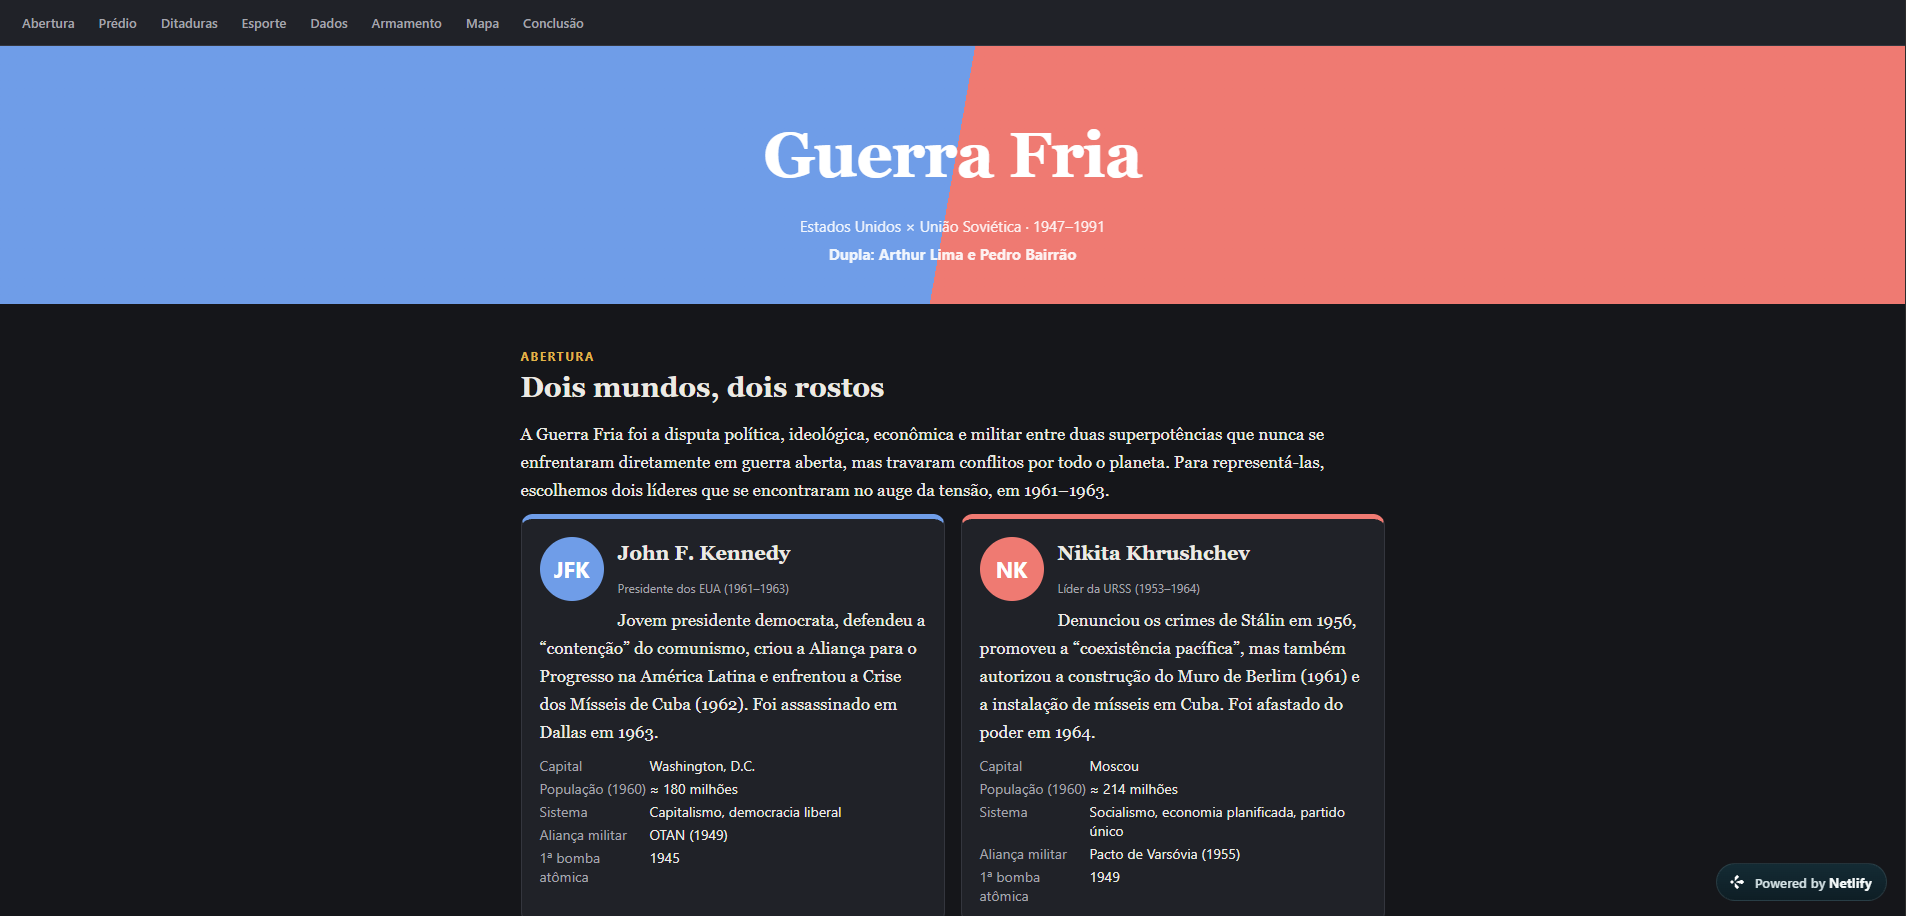 Abertura Prédio Ditaduras Esporte Dados Armamento Mapa Conclusão
Guerra Fria
Estados Unidos × União Soviética · 1947–1991
Dupla: Arthur Lima e Pedro Bairrão
ABERTURA
Dois mundos, dois rostos
A Guerra Fria foi a disputa política, ideológica, econômica e militar entre duas superpotências que nunca se
enfrentaram diretamente em guerra aberta, mas travaram conflitos por todo o planeta. Para representá-las,
escolhemos dois líderes que se encontraram no auge da tensão, em 1961–1963.
JFK
John F. Kennedy
Presidente dos EUA (1961–1963)
Jovem presidente democrata, defendeu a
“contenção” do comunismo, criou a Aliança para o
Progresso na América Latina e enfrentou a Crise
dos Mísseis de Cuba (1962). Foi assassinado em
Dallas em 1963.
Capital Washington, D.C.
População (1960) ≈ 180 milhões
Sistema Capitalismo, democracia liberal
Aliança militar OTAN (1949)
1ª bomba 1945
atômica
NK
Nikita Khrushchev
Líder da URSS (1953–1964)
Denunciou os crimes de Stálin em 1956,
promoveu a “coexistência pacífica”, mas também
autorizou a construção do Muro de Berlim (1961) e
a instalação de mísseis em Cuba. Foi afastado do
poder em 1964.
Capital Moscou
População (1960) ≈ 214 milhões
Sistema Socialismo, economia planificada, partido
único
Aliança militar Pacto de Varsóvia (1955)
1ª bomba 1949
atômica
Powered by Netlify